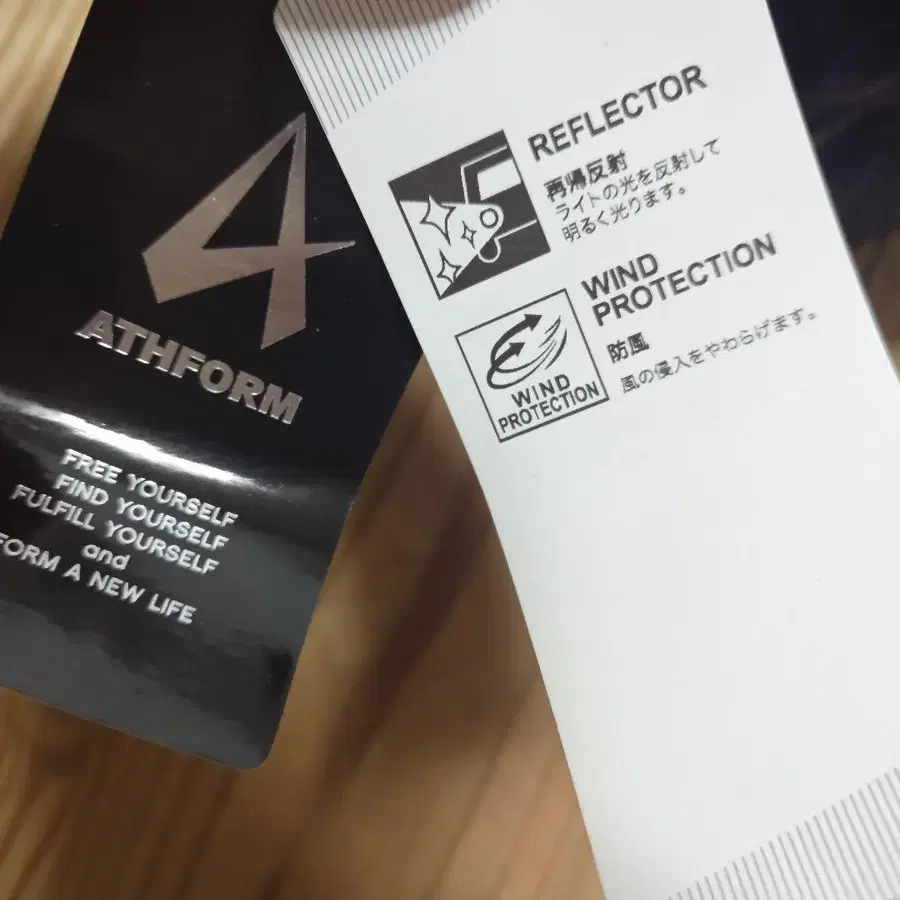 ATHFORM
FREE YOURSELF
FIND YOURSELF
FULFILL YOURSELF
and
FORM A NEW LIFE
REFLECTOR
再帰反射
ライトの光を反射して
明るく光ります。
WIND
PROTECTION
防風
風の侵入をやわらげます。
WIND
PROTECTION